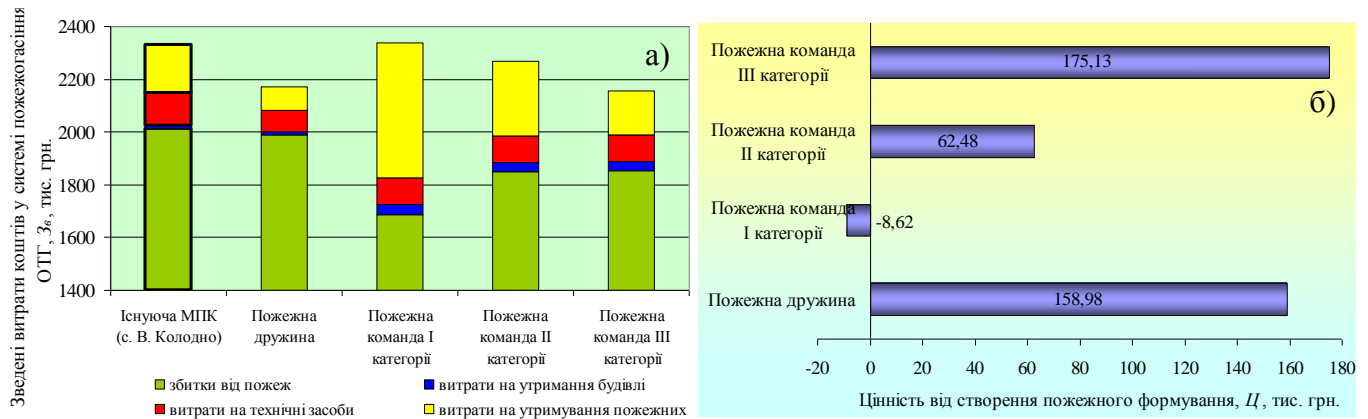 Зведені витрати коштів у системі пожежогасіння
ОТГ, Зв, тис. грн.
2400
2200
2000
1800
1600
1400
а)
Існуюча МПК
(с. В. Колодно)
Пожежна
дружина
Пожежна
команда І
категорії
Пожежна
команда ІІ
категорії
Пожежна
команда ІІІ
категорії
збитки від пожеж
витрати на утримання будівлі
витрати на технічні засоби
витрати на утримування пожежних
б)
Пожежна команда
ІІІ категорії
175,13
Пожежна команда
ІІ категорії
62,48
Пожежна команда
І категорії
-8,62
Пожежна дружина
158,98
-20 0 20 40 60 80 100 120 140 160 180
Цінність від створення пожежного формування, Ц, тис. грн.